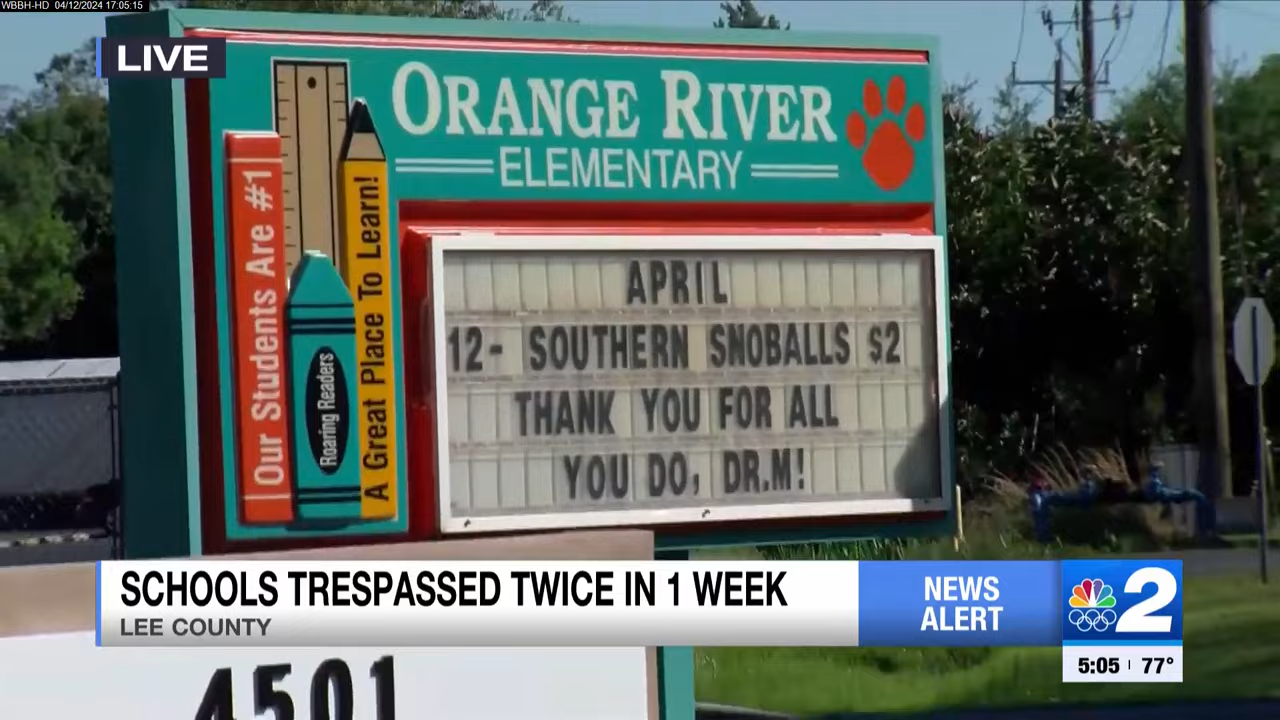 WBBH-HD 04/12/2024 17:05:15
LIVE
ORANGE RIVER
ELEMENTARY
Our Students Are #1
Roaring Readers
A Great Place To Learn!
APRIL
12- SOUTHERN SNOBALLS $2
THANK YOU FOR ALL
YOU DO, DR.M!
SCHOOLS TRESPASSED TWICE IN 1 WEEK
LEE COUNTY
NEWS
ALERT
2
5:05 77°
4501